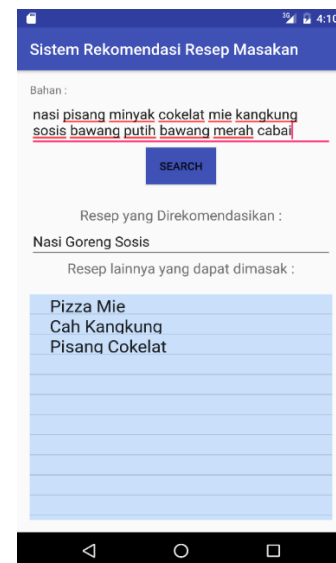 3G 4:10
Sistem Rekomendasi Resep Masakan
Bahan :
nasi pisang minyak cokelat mie kangkung
sosis bawang putih bawang merah cabai
SEARCH
Resep yang Direkomendasikan :
Nasi Goreng Sosis
Resep lainnya yang dapat dimasak :
Pizza Mie
Cah Kangkung
Pisang Cokelat